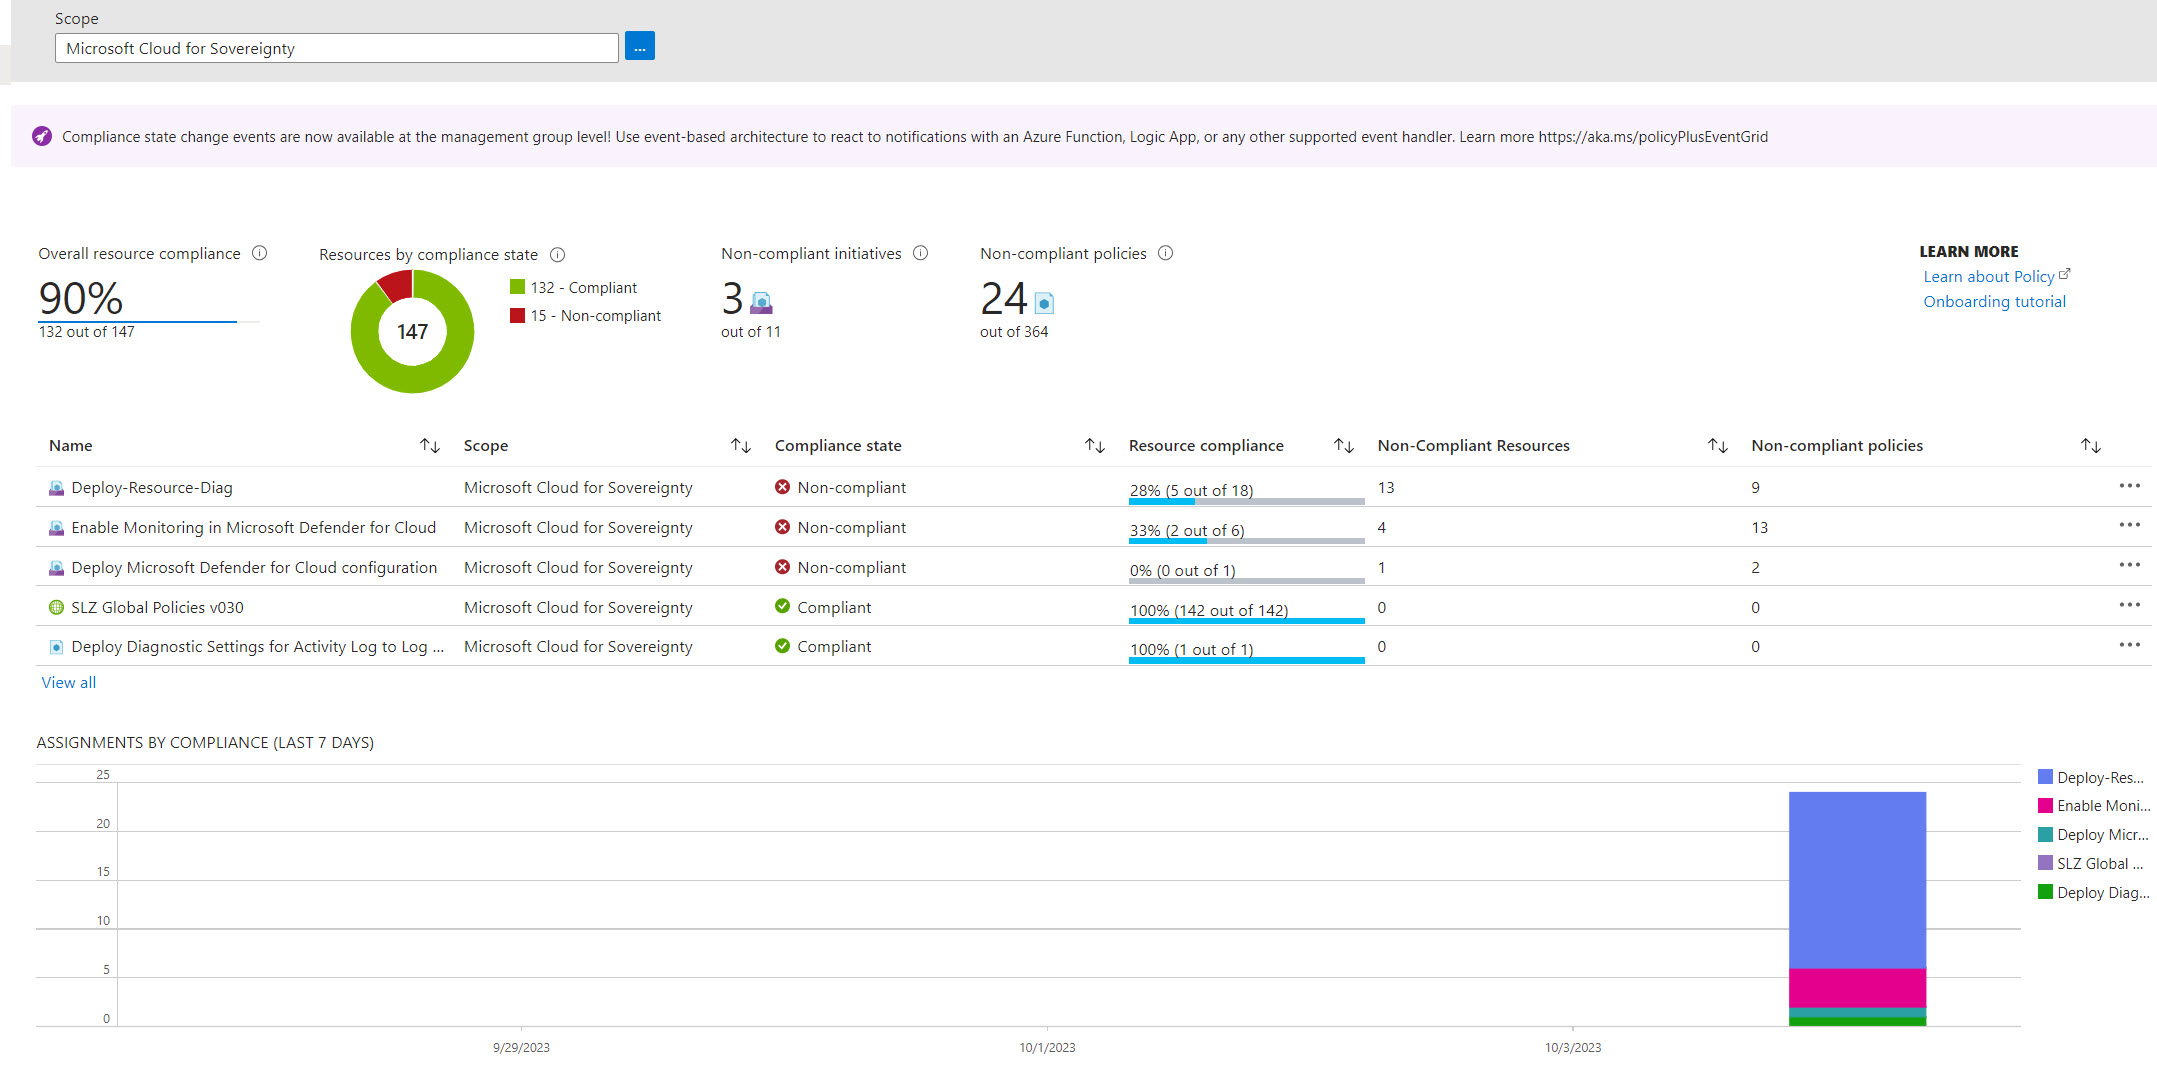 Scope
Microsoft Cloud for Sovereignty
...
Compliance state change events are now available at the management group level! Use event-based architecture to react to notifications with an Azure Function, Logic App, or any other supported event handler. Learn more https://aka.ms/policyPlusEventGrid
Overall resource compliance
90%
132 out of 147
Resources by compliance state
147
132 - Compliant
15 - Non-compliant
Non-compliant initiatives
3
out of 11
Non-compliant policies
24
out of 364
LEARN MORE
Learn about Policy
Onboarding tutorial
Name Scope Compliance state Resource compliance Non-Compliant Resources Non-compliant policies
Deploy-Resource-Diag Microsoft Cloud for Sovereignty Non-compliant 28% (5 out of 18) 13 9
Enable Monitoring in Microsoft Defender for Cloud Microsoft Cloud for Sovereignty Non-compliant 33% (2 out of 6) 4 13
Deploy Microsoft Defender for Cloud configuration Microsoft Cloud for Sovereignty Non-compliant 0% (0 out of 1) 1 2
SLZ Global Policies v030 Microsoft Cloud for Sovereignty Compliant 100% (142 out of 142) 0 0
Deploy Diagnostic Settings for Activity Log to Log ... Microsoft Cloud for Sovereignty Compliant 100% (1 out of 1) 0 0
View all
ASSIGNMENTS BY COMPLIANCE (LAST 7 DAYS)
25
20
15
10
5
0
9/29/2023 10/1/2023 10/3/2023
Deploy-Res...
Enable Moni...
Deploy Micr...
SLZ Global ...
Deploy Diag...